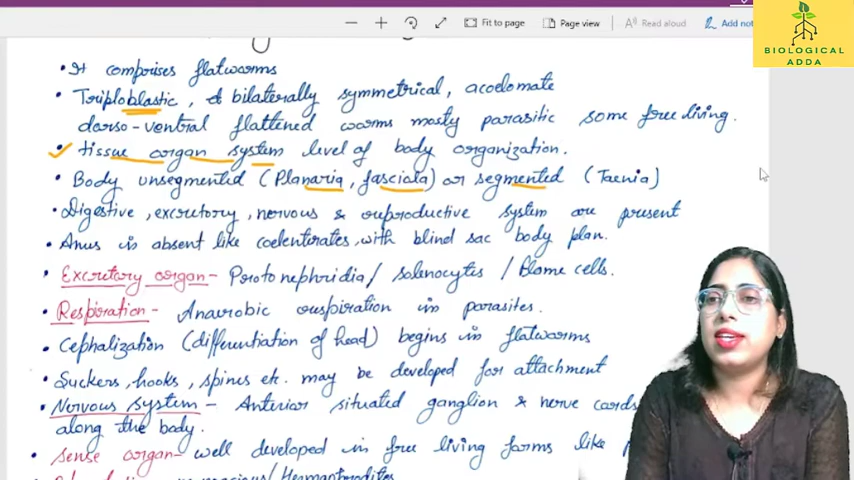 Fit to page
Page view
Read aloud
Add not
BIOLOGICAL
ADDA
• It comprises flatworms
• Triploblastic, & bilaterally symmetrical, acoelomate
dorso-ventral flattened worms mostly parasitic some free living.
• tissue organ system level of body organization.
• Body unsegmented (Planaria, fasciola) or segmented (Taenia)
• Digestive, excretory, nervous & reproductive system are present
• Anus is absent like coelenterates, with blind sac body plan.
• Excretory organ - Protonephridia / Solenocytes / Flame cells.
• Respiration - Anaerobic respiration in parasites.
• Cephalization (differentiation of head) begins in flatworms
• Suckers, hooks, spines etc. may be developed for attachment
• Nervous system - Anterior situated ganglion & nerve cords
along the body.
• Sense organ - well developed in free living forms like
/ Hermaphrodites